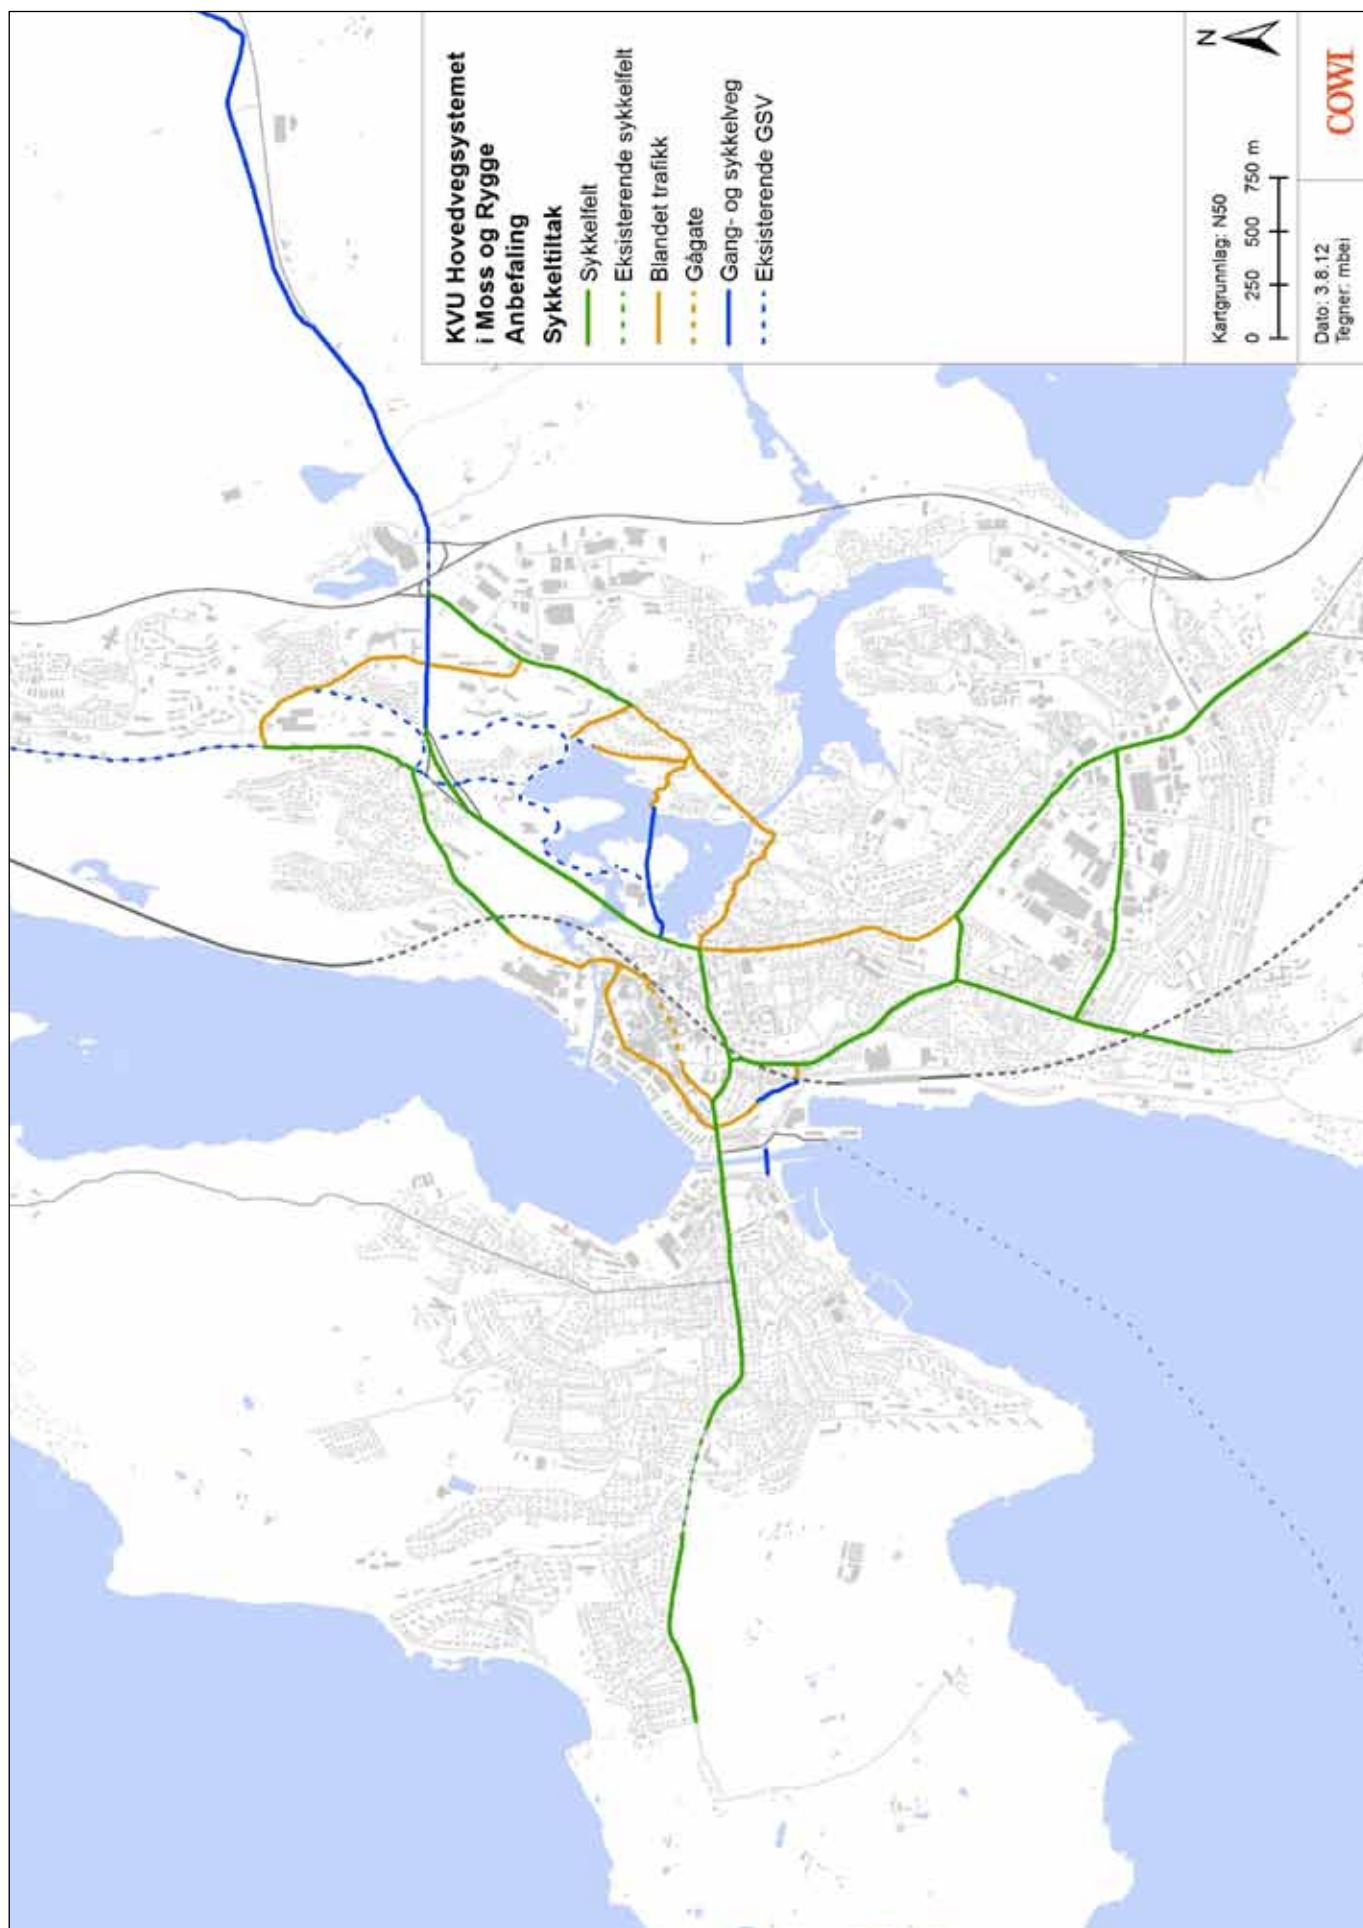 KVU Hovedvegsystemet
i Moss og Rygge
Anbefaling
Sykkeltiltak
Sykkelfelt
Eksisterende sykkelfelt
Blandet trafikk
Gågate
Gang- og sykkelveg
Eksisterende GSV
N
Kartgrunnlag: N50
0 250 500 750 m
Dato: 3.8.12
Tegner: mbei
COWI